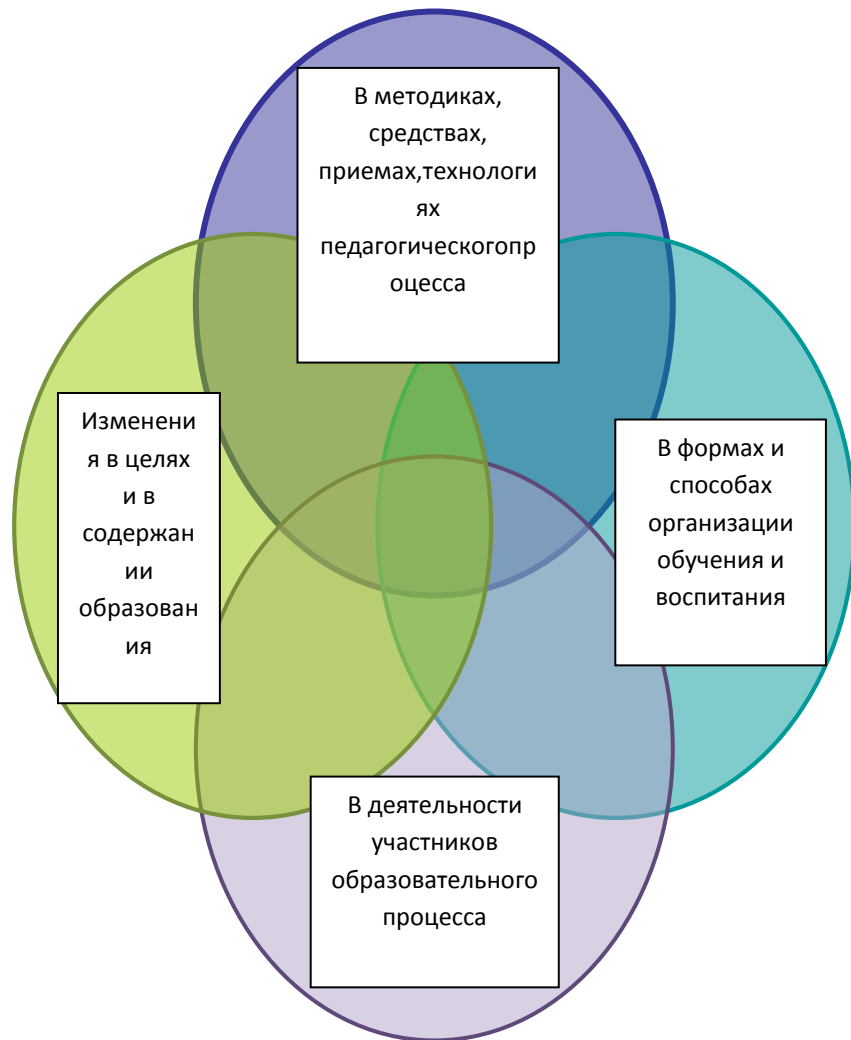 В методиках,
средствах,
приемах,технологи
ях
педагогическогопр
оцесса
Изменени
я в целях
и в
содержан
ии
образован
ия
В формах и
способах
организации
обучения и
воспитания
В деятельности
участников
образовательного
процесса